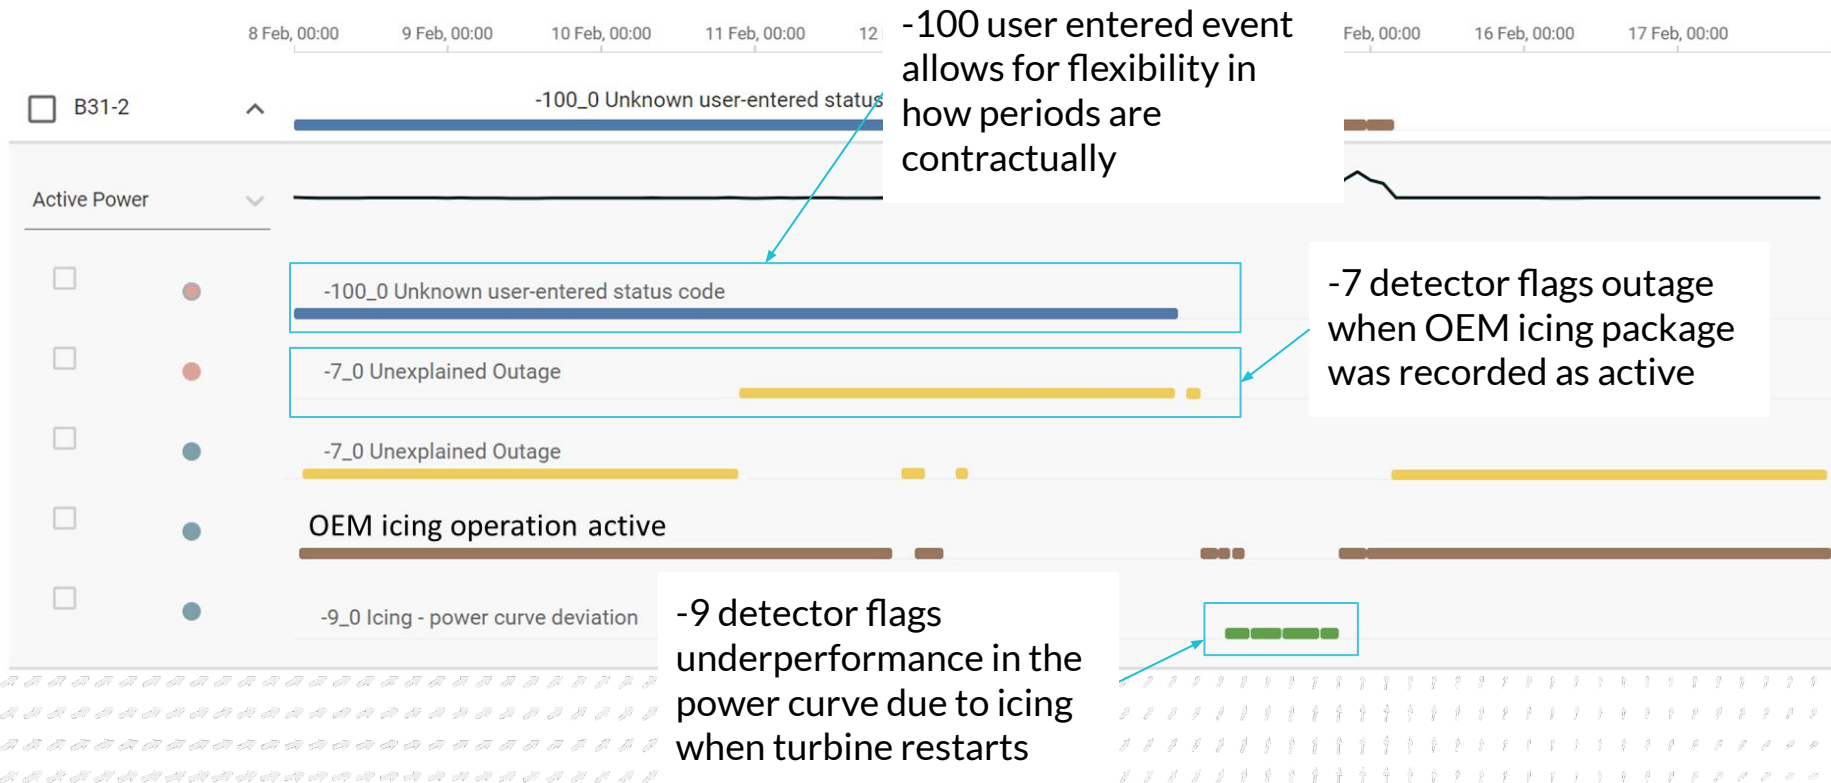 8 Feb, 00:00
9 Feb, 00:00
10 Feb, 00:00
11 Feb, 00:00
12
Feb, 00:00
16 Feb, 00:00
17 Feb, 00:00
-100 user entered event
allows for flexibility in
how periods are
contractually
B31-2
-100_0 Unknown user-entered status
Active Power
-100_0 Unknown user-entered status code
-7 detector flags outage
when OEM icing package
was recorded as active
-7_0 Unexplained Outage
-7_0 Unexplained Outage
OEM icing operation active
-9_0 Icing - power curve deviation
-9 detector flags
underperformance in the
power curve due to icing
when turbine restarts